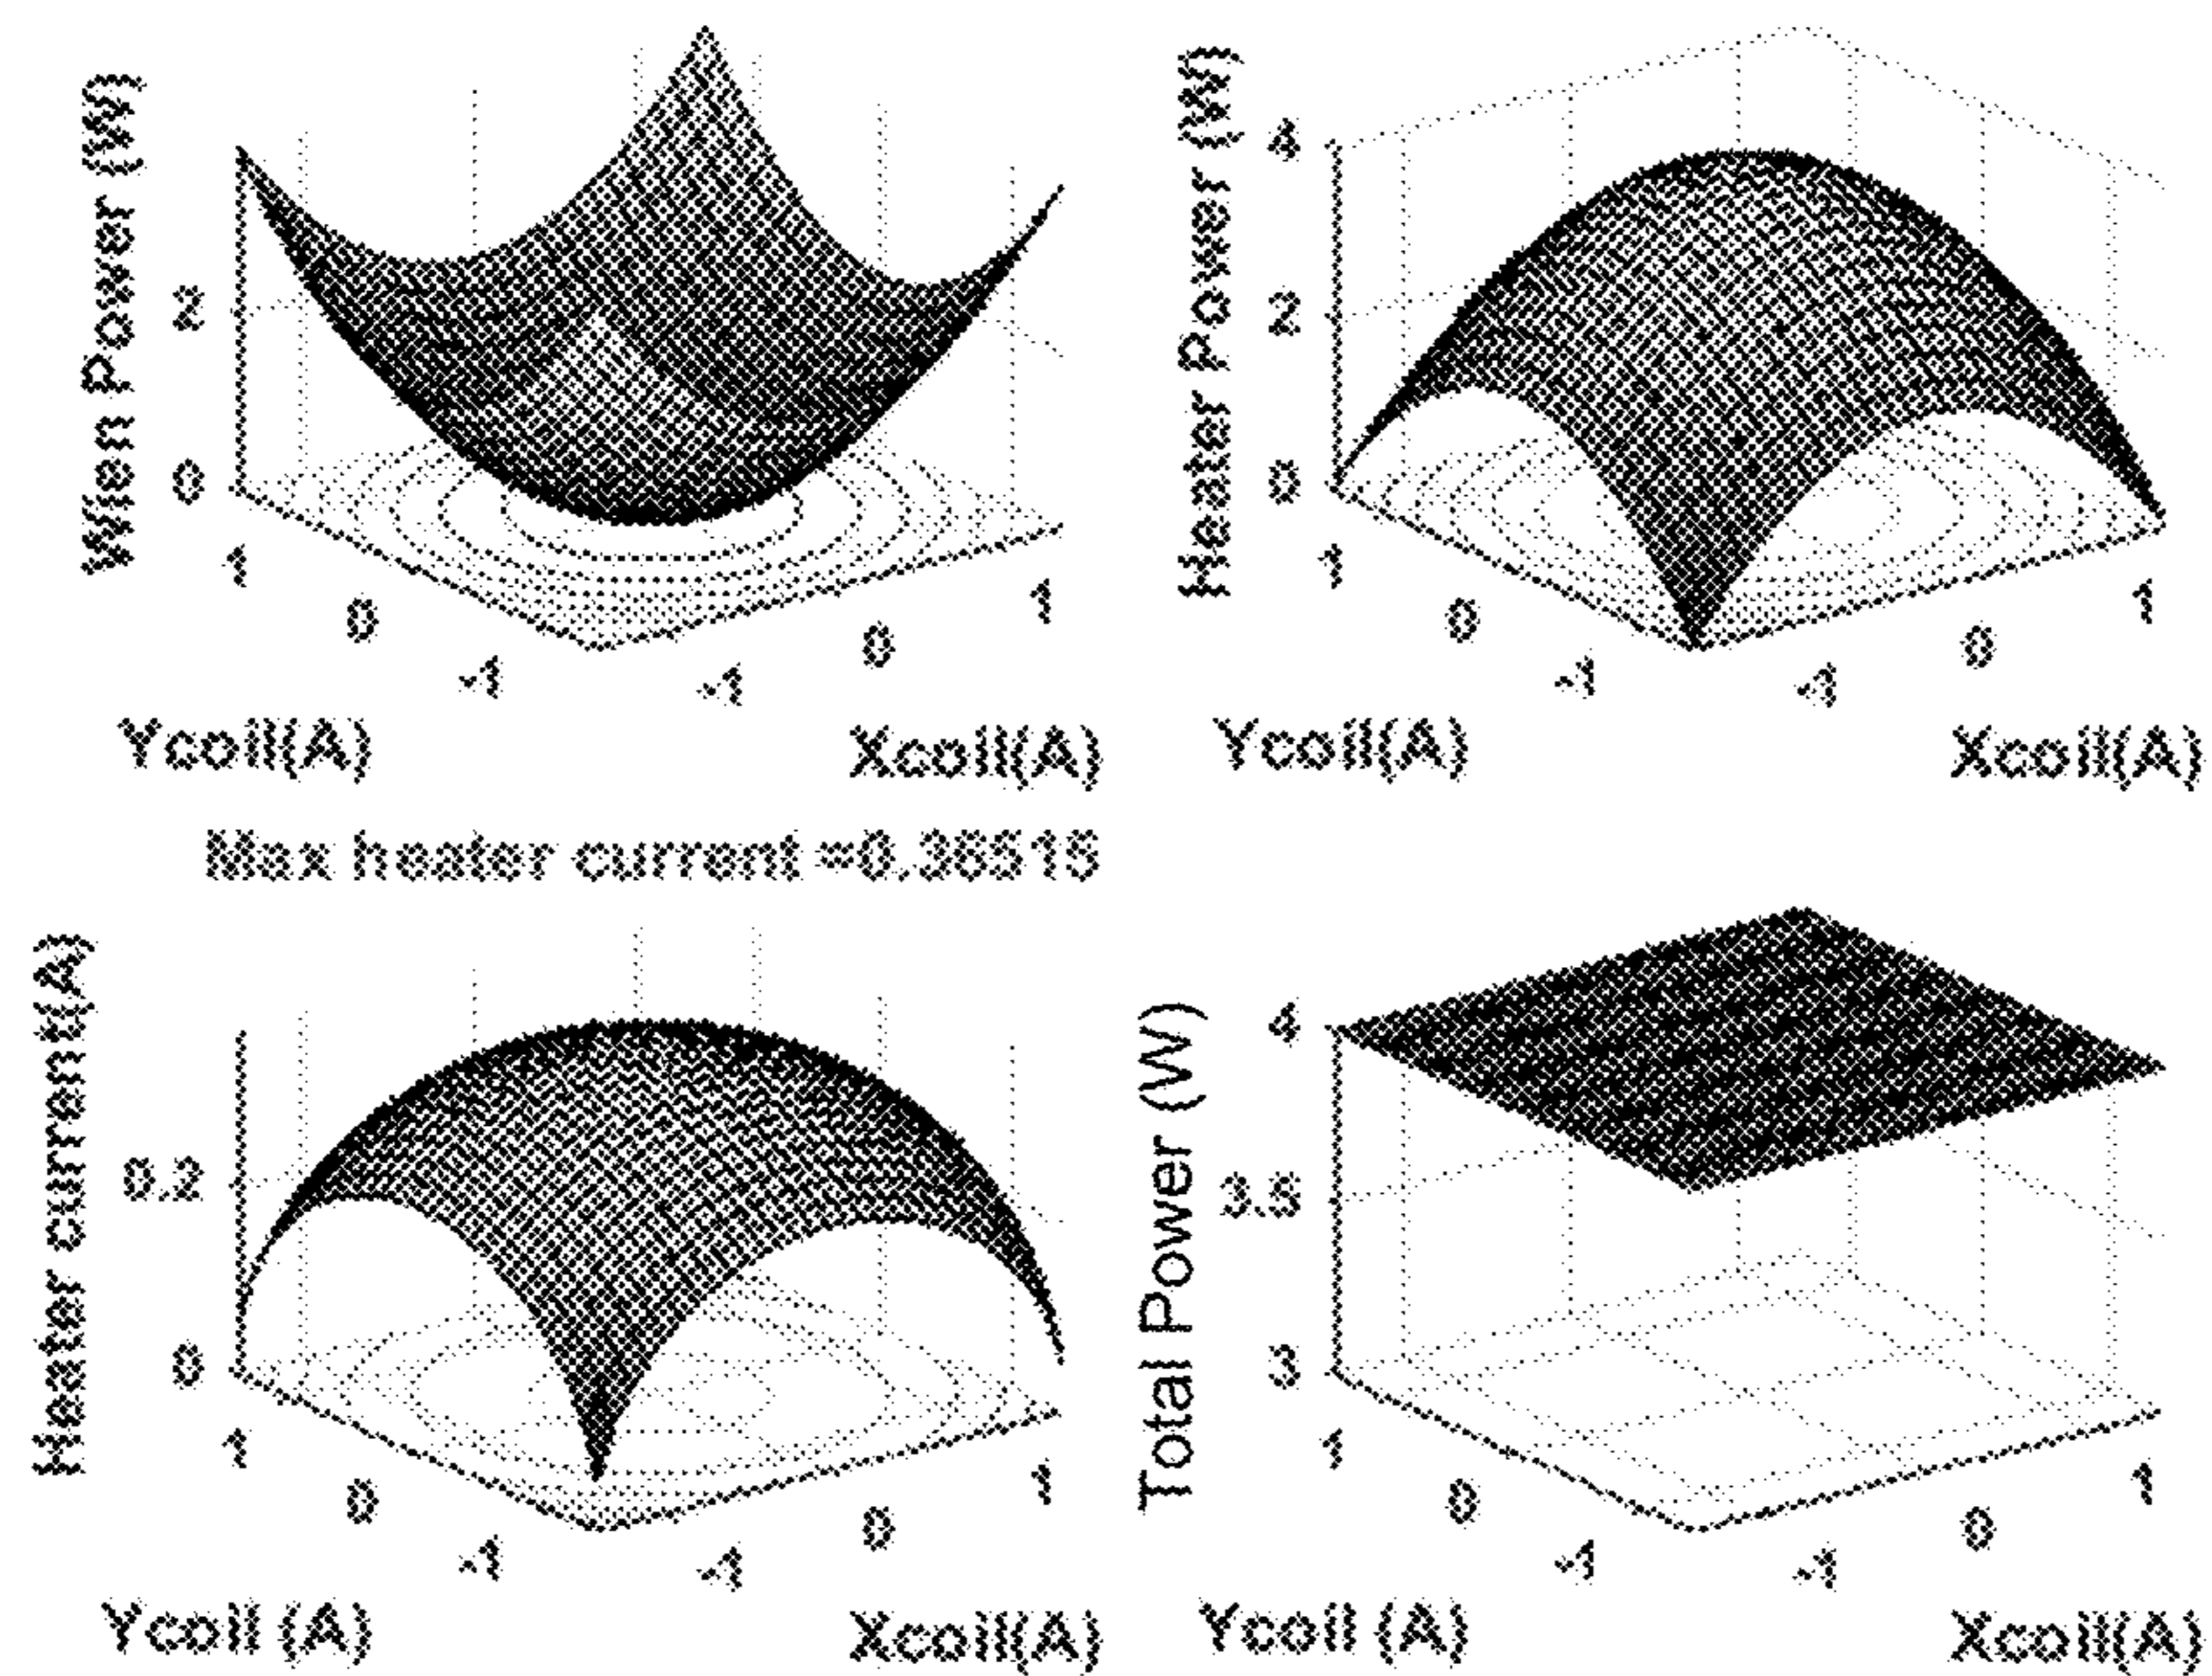 Wien Power (W)
2
0
1
0
-1
-1
0
1
Ycoil(A)
Xcoil(A)
Heater Power (W)
4
2
0
1
0
-1
-1
0
1
Ycoil(A)
Xcoil(A)
Max heater current =0.36515
Heater current(A)
0.2
0
1
0
-1
-1
0
1
Ycoil (A)
Xcoil(A)
Total Power (W)
4
3.5
3
1
0
-1
-1
0
1
Ycoil (A)
Xcoil(A)